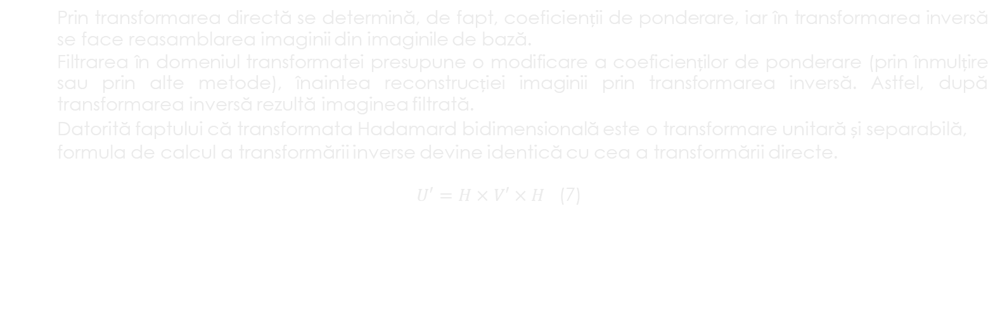 Prin transformarea directă se determină, de fapt, coeficienții de ponderare, iar în transformarea inversă
se face reasamblarea imaginii din imaginile de bază.
Filtrarea în domeniul transformatei presupune o modificare a coeficienților de ponderare (prin înmulțire
sau prin alte metode), înaintea reconstrucției imaginii prin transformarea inversă. Astfel, după
transformarea inversă rezultă imaginea filtrată.
Datorită faptului că transformata Hadamard bidimensională este o transformare unitară și separabilă,
formula de calcul a transformării inverse devine identică cu cea a transformării directe.
U′ = H × V′ × H (7)